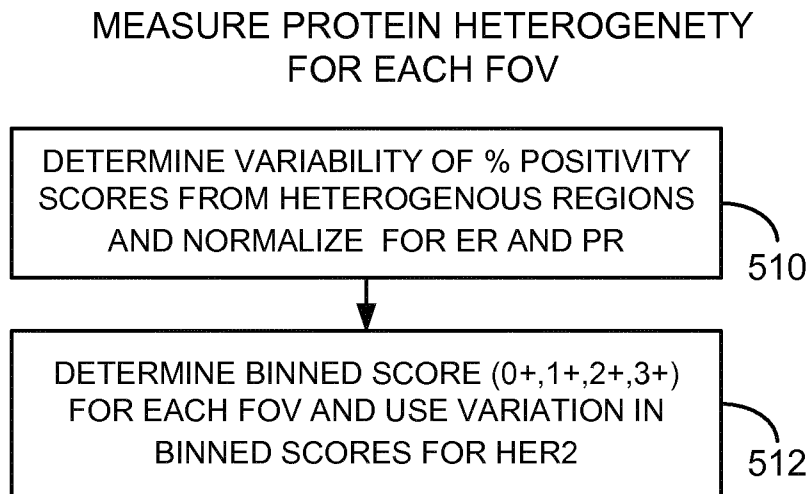 MEASURE PROTEIN HETEROGENETY
FOR EACH FOV
DETERMINE VARIABILITY OF % POSITIVITY
SCORES FROM HETEROGENOUS REGIONS
AND NORMALIZE FOR ER AND PR
510
DETERMINE BINNED SCORE (0+,1+,2+,3+)
FOR EACH FOV AND USE VARIATION IN
BINNED SCORES FOR HER2
512